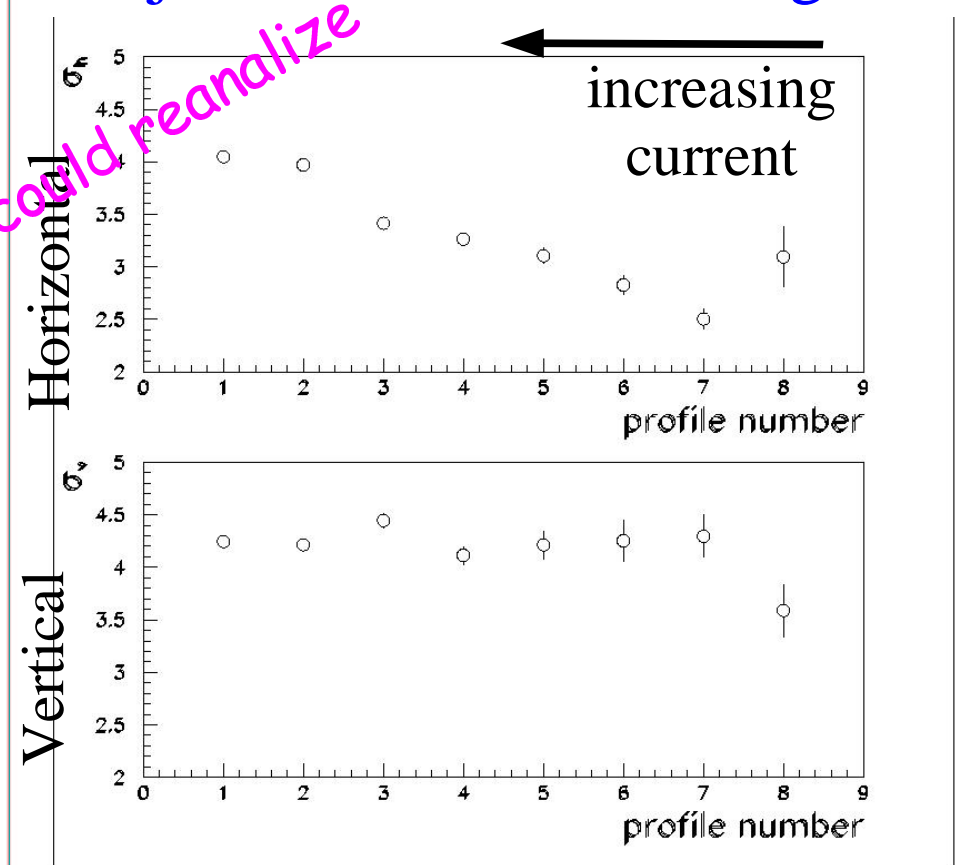 could reanalize
increasing
current
Horizontal
σh
5
4.5
4
3.5
3
2.5
2
0 1 2 3 4 5 6 7 8 9
profile number
Vertical
σv
5
4.5
4
3.5
3
2.5
2
0 1 2 3 4 5 6 7 8 9
profile number